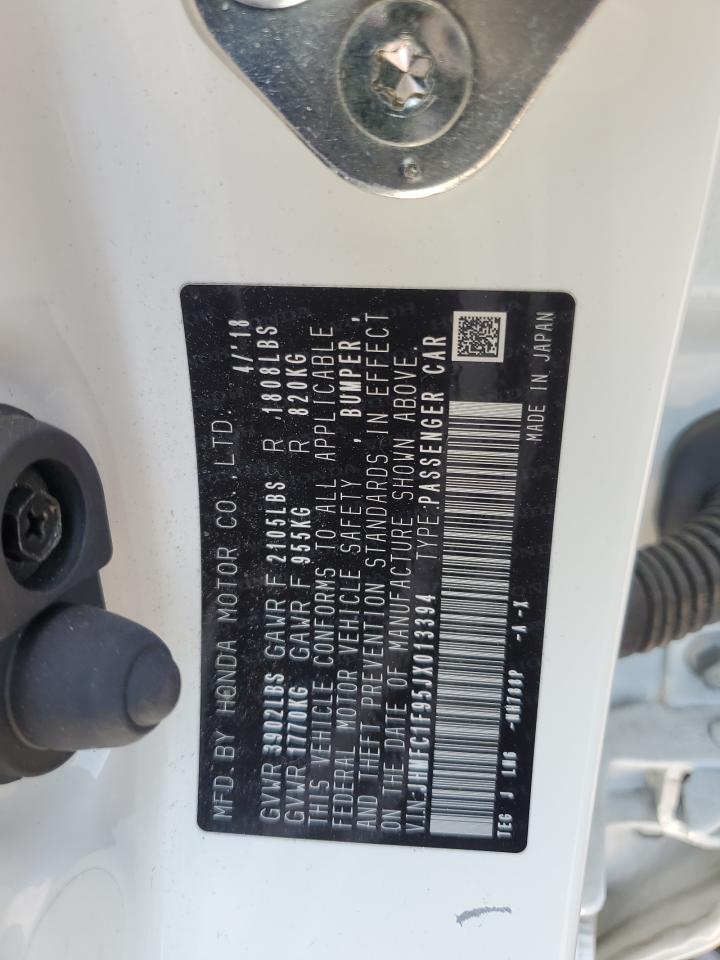 MFD. BY HONDA MOTOR CO., LTD. 4/'18
GVWR 3902LBS GAWR F 2105LBS R 1808LBS
GVWR 1770KG GAWR F 955KG R 820KG
THIS VEHICLE CONFORMS TO ALL APPLICABLE
FEDERAL MOTOR VEHICLE SAFETY , BUMPER ,
AND THEFT PREVENTION STANDARDS IN EFFECT
ON THE DATE OF MANUFACTURE SHOWN ABOVE.
V.I.N:JHMFC1F95JX013394 TYPE:PASSENGER CAR
TEG J -NH788P -A -X
MADE IN JAPAN